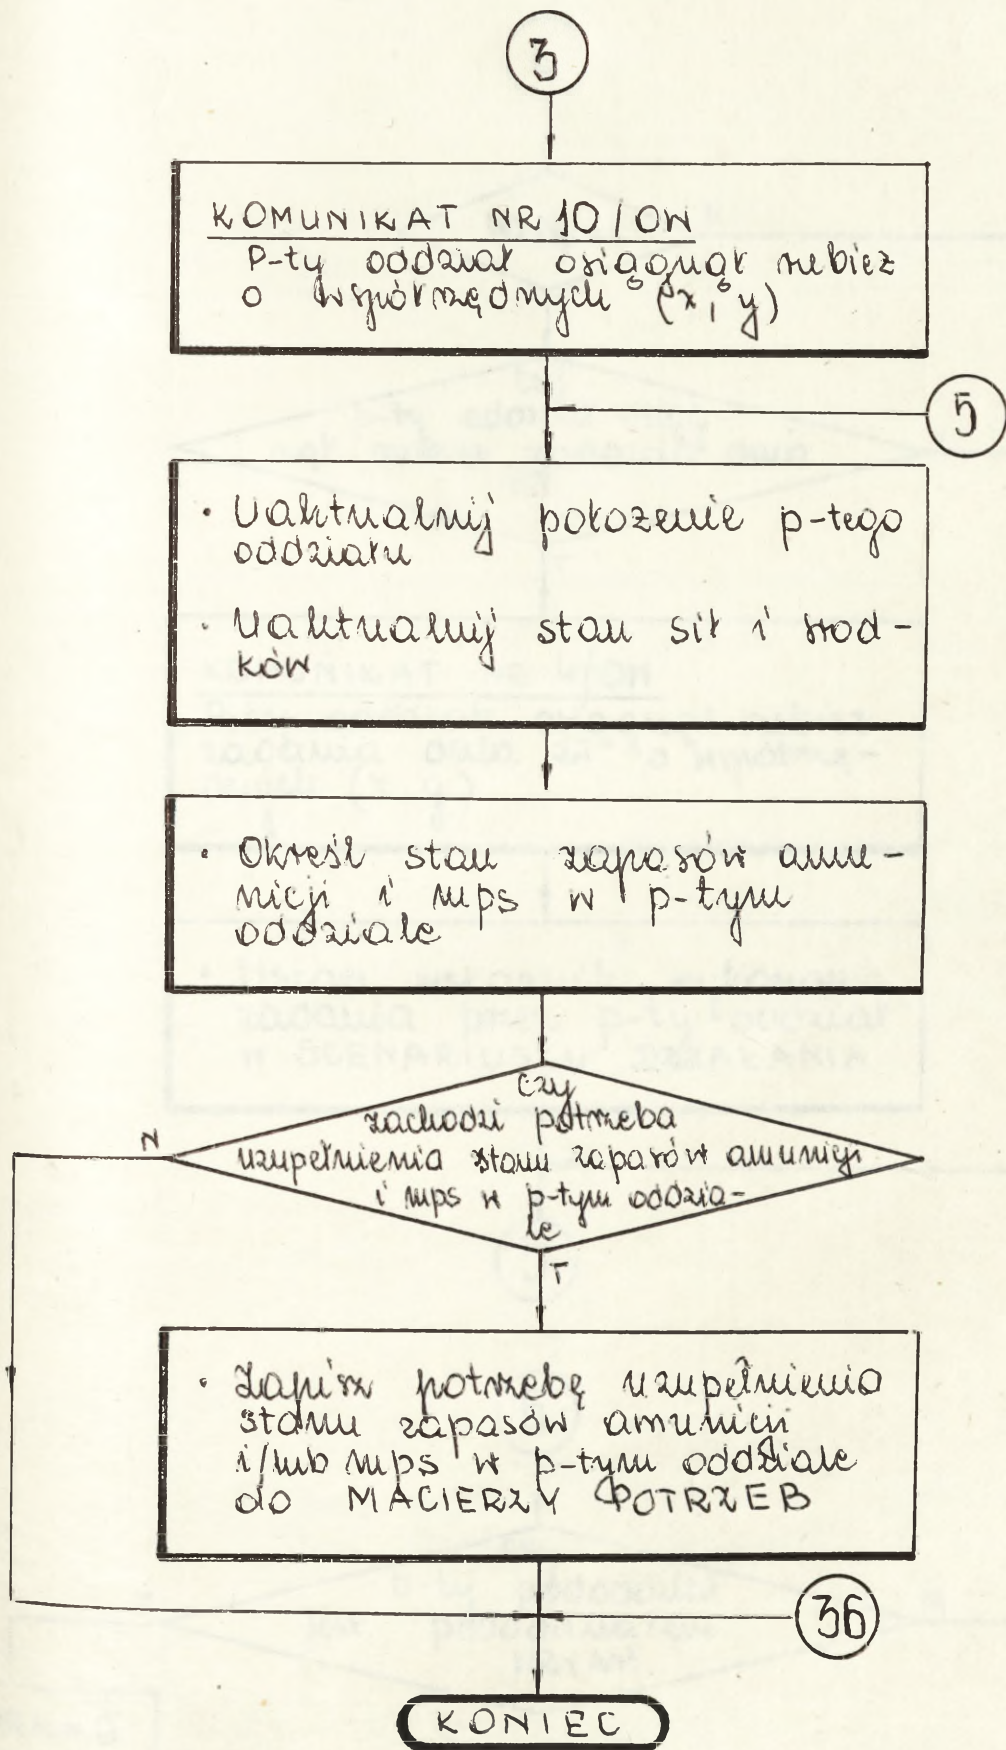 3
KOMUNIKAT NR 10/OW
P-ty oddział osiągnął rubież
o współrzędnych (x, y)
5
• Uaktualnij położenie p-tego
oddziału
• Uaktualnij stan sił i środ-
ków
• Określ stan zapasów amu-
nicji i mps w p-tym
oddziale
czy
zachodzi potrzeba
uzupełnienia stanu zapasów amunicji
i mps w p-tym oddzia-
le
N
T
• Zapisz potrzebę uzupełnienia
stanu zapasów amunicji
i/lub mps w p-tym oddziale
do MACIERZY POTRZEB
36
KONIEC